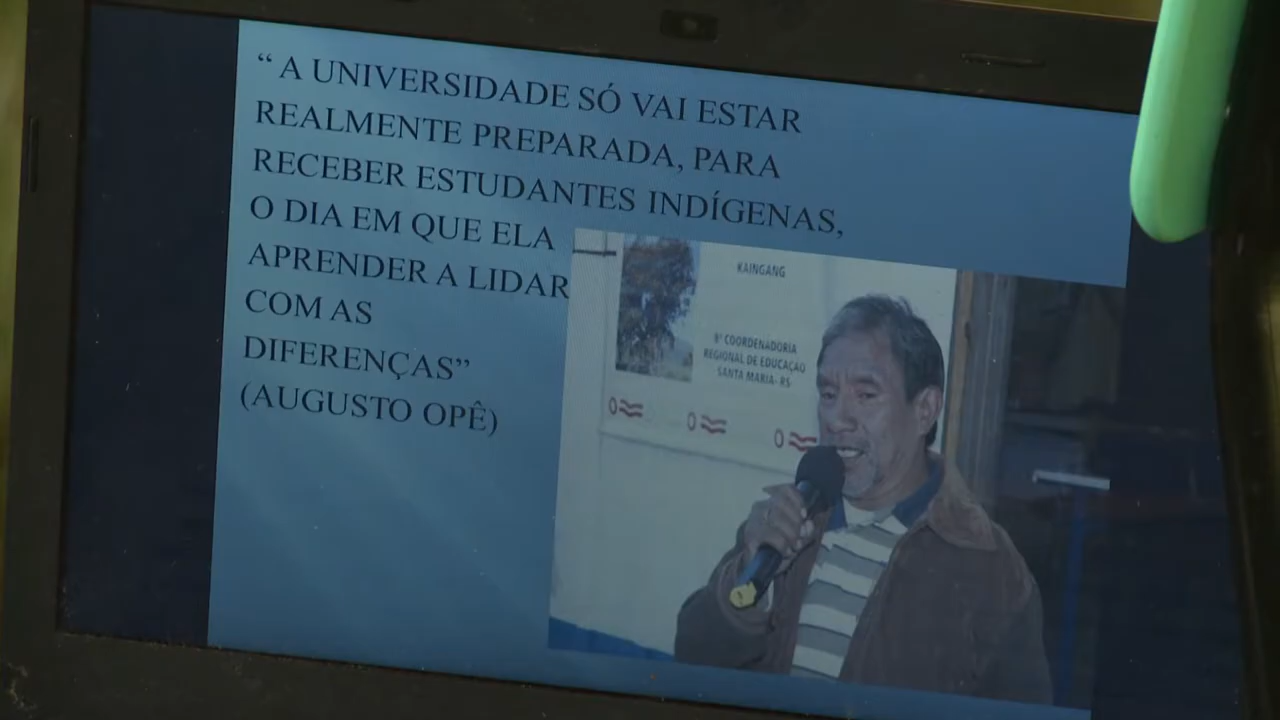 “ A UNIVERSIDADE SÓ VAI ESTAR
REALMENTE PREPARADA, PARA
RECEBER ESTUDANTES INDÍGENAS,
O DIA EM QUE ELA
APRENDER A LIDAR
COM AS
DIFERENÇAS”
(AUGUSTO OPÊ)
KAINGANG
8ª COORDENADORIA
REGIONAL DE EDUCAÇÃO
SANTA MARIA- RS